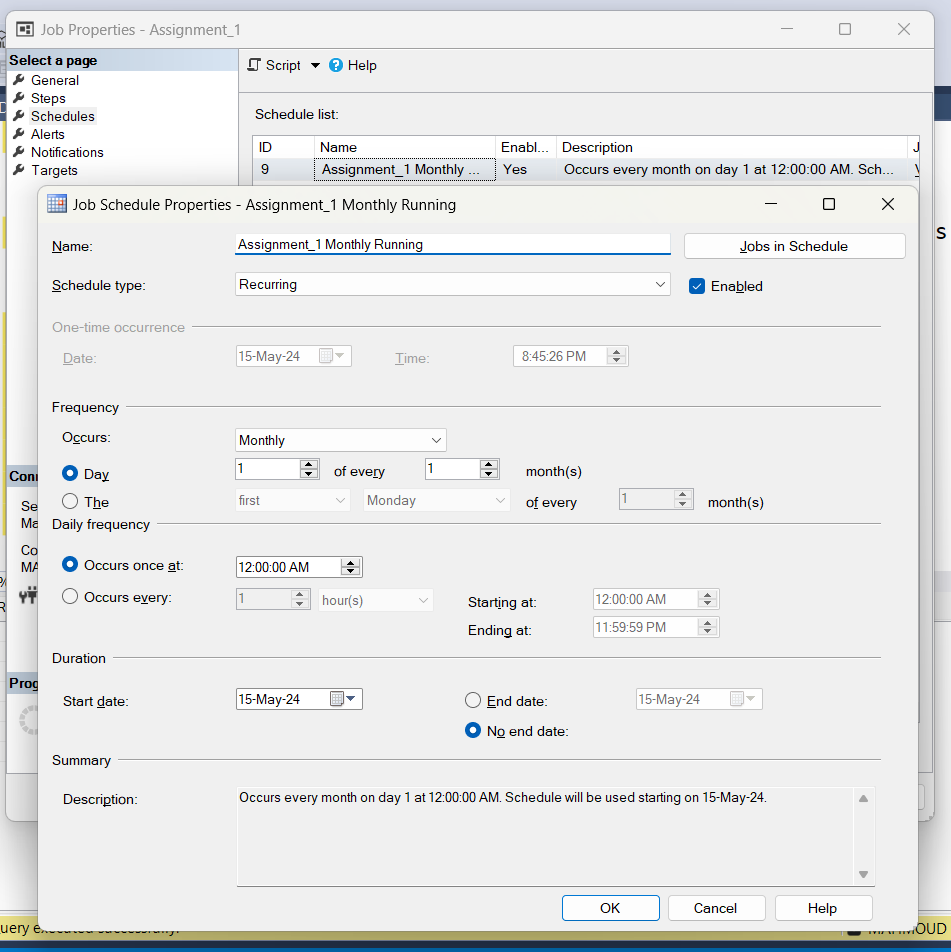 Job Properties - Assignment_1
Select a page
General
Steps
Schedules
Alerts
Notifications
Targets
Script
Help
Schedule list:
ID Name Enabl... Description
9 Assignment_1 Monthly ... Yes Occurs every month on day 1 at 12:00:00 AM. Sch...
Job Schedule Properties - Assignment_1 Monthly Running
Name: Assignment_1 Monthly Running Jobs in Schedule
Schedule type: Recurring Enabled
One-time occurrence
Date: 15-May-24 Time: 8:45:26 PM
Frequency
Occurs: Monthly
Day 1 of every 1 month(s)
The first Monday of every 1 month(s)
Daily frequency
Occurs once at: 12:00:00 AM
Occurs every: 1 hour(s) Starting at: 12:00:00 AM
Ending at: 11:59:59 PM
Duration
Start date: 15-May-24 End date: 15-May-24
No end date:
Summary
Description: Occurs every month on day 1 at 12:00:00 AM. Schedule will be used starting on 15-May-24.
OK Cancel Help
Conn
Se
Ma
Co
MA
Prog
uery executed successfully. MAHMOUD